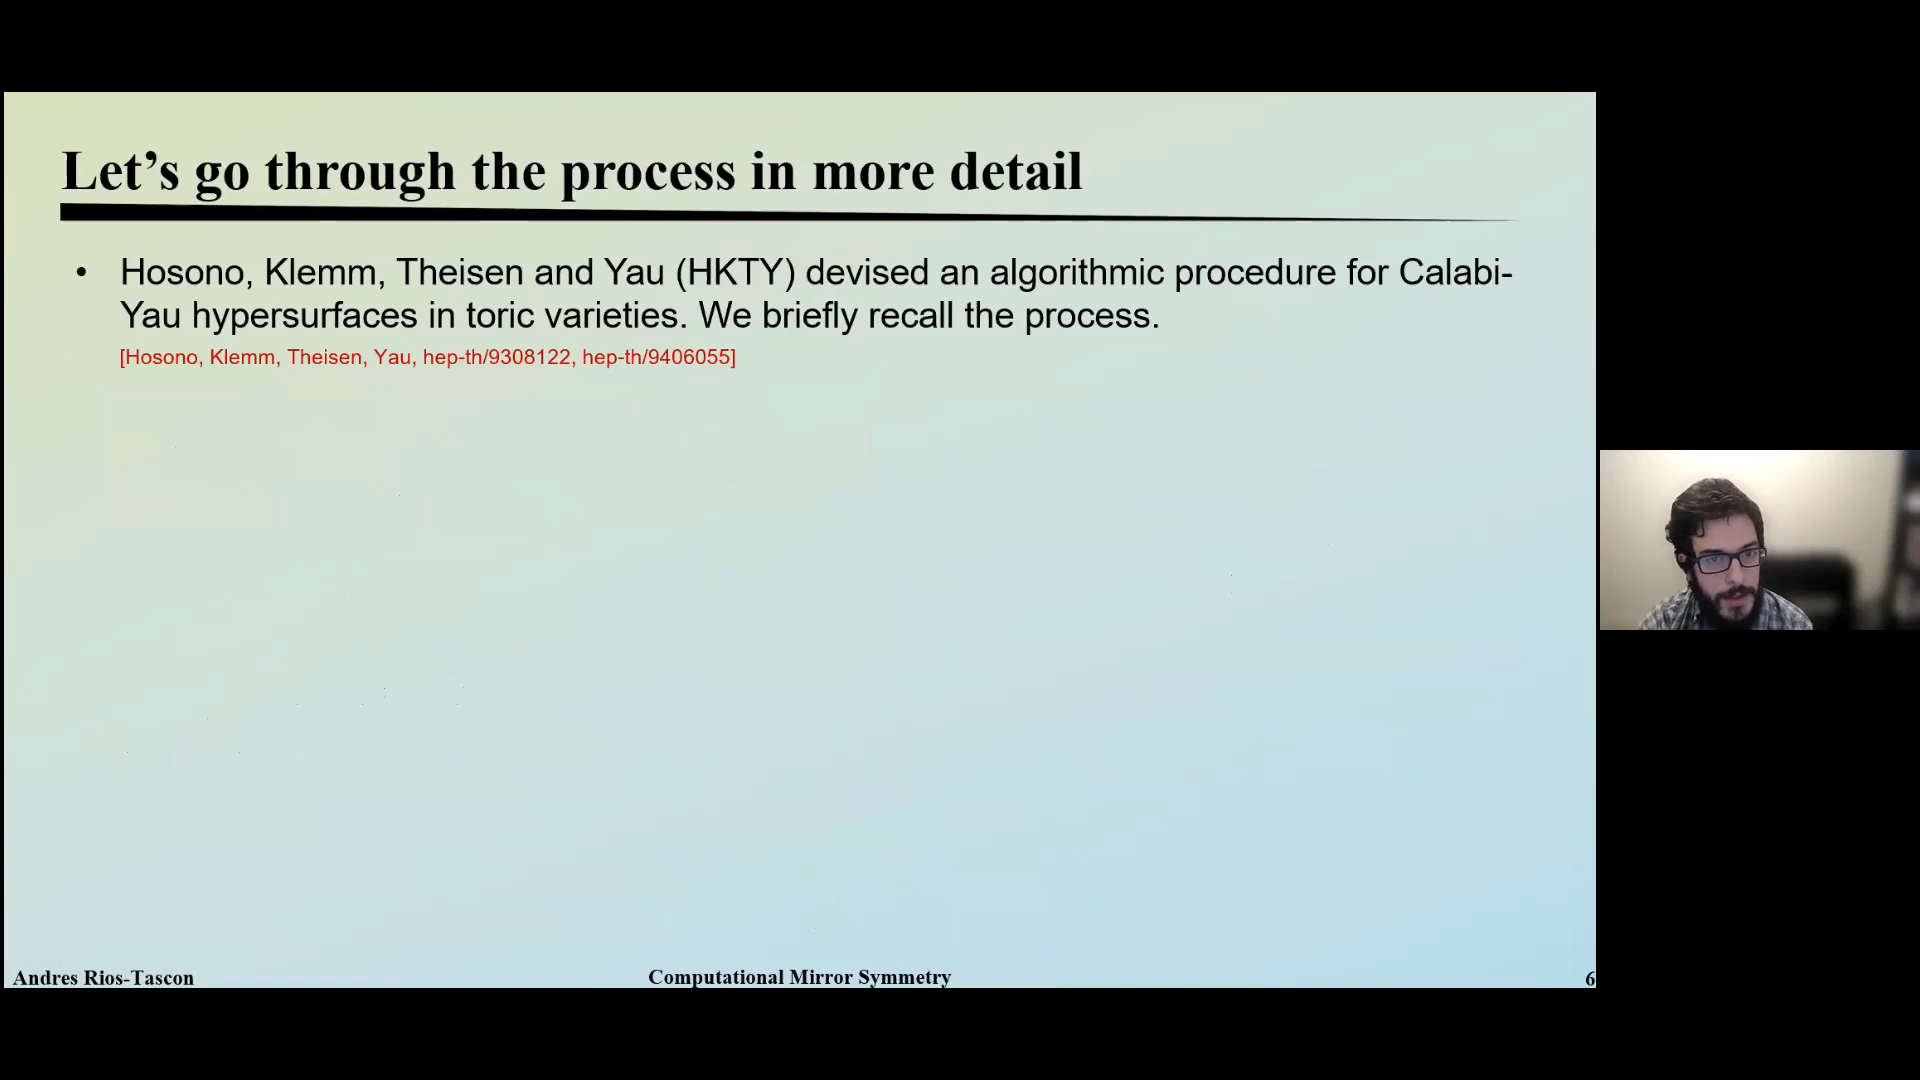 Let’s go through the process in more detail
• Hosono, Klemm, Theisen and Yau (HKTY) devised an algorithmic procedure for Calabi-
Yau hypersurfaces in toric varieties. We briefly recall the process.
[Hosono, Klemm, Theisen, Yau, hep-th/9308122, hep-th/9406055]
Andres Rios-Tascon
Computational Mirror Symmetry
6